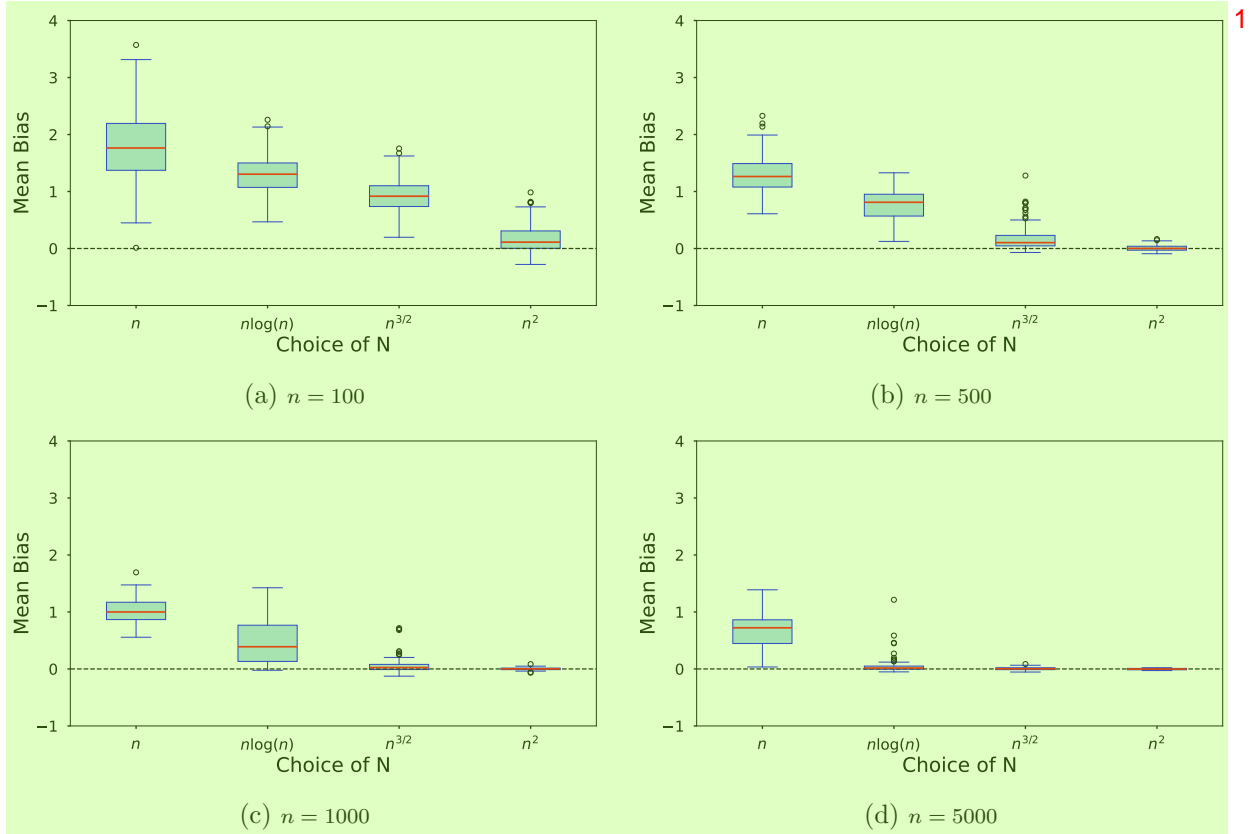 1
4
3
2
1
0
−1
Mean Bias
n
nlog(n)
n^{3/2}
n^2
Choice of N
(a) n = 100
4
3
2
1
0
−1
Mean Bias
n
nlog(n)
n^{3/2}
n^2
Choice of N
(b) n = 500
4
3
2
1
0
−1
Mean Bias
n
nlog(n)
n^{3/2}
n^2
Choice of N
(c) n = 1000
4
3
2
1
0
−1
Mean Bias
n
nlog(n)
n^{3/2}
n^2
Choice of N
(d) n = 5000